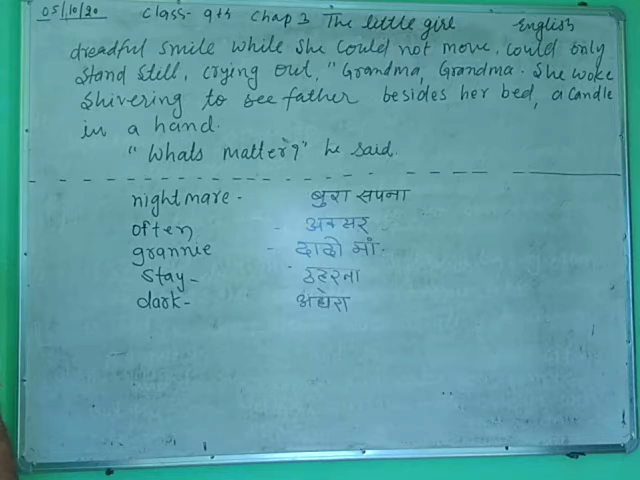 05/10/20 Class- 9th Chap 3 The little girl English
dreadful smile while she could not move, could only
stand still, crying out, "Grandma, Grandma. She woke
shivering to see father besides her bed, a candle
in a hand.
"Whats matter?" he said.
nightmare - बुरा सपना
often - अक्सर
grannie - दादी माँ -
stay - ठहरना
dark - अंधेरा